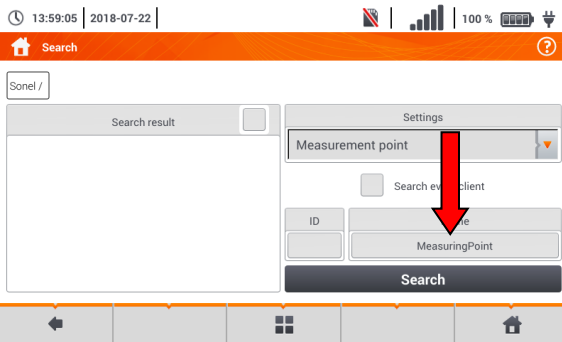 13:59:05 2018-07-22 100 %
Search
?
Sonel /
Search result
Settings
Measurement point
Search client
ID
MeasuringPoint
Search